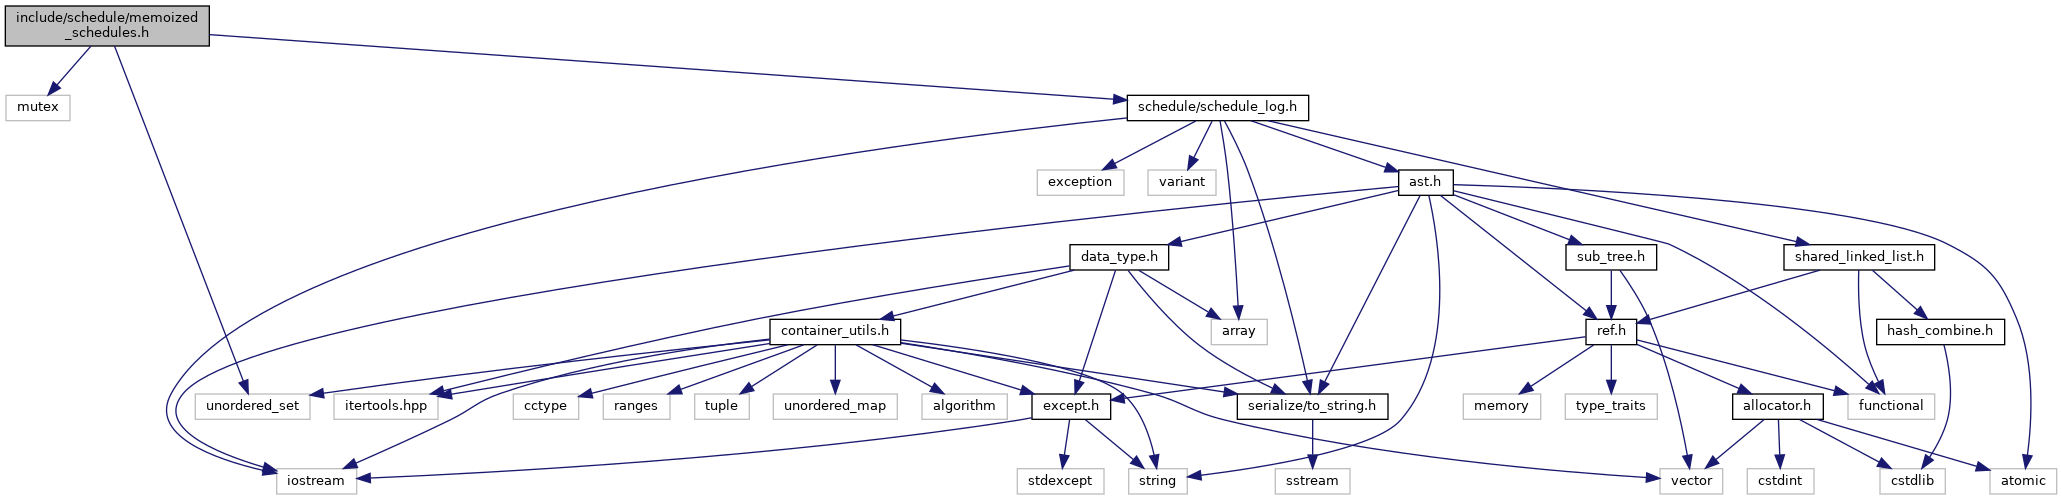 include/schedule/memoized
_schedules.h
mutex
schedule/schedule_log.h
exception
variant
ast.h
data_type.h
sub_tree.h
shared_linked_list.h
container_utils.h
array
ref.h
hash_combine.h
unordered_set
itertools.hpp
cctype
ranges
tuple
unordered_map
algorithm
except.h
serialize/to_string.h
memory
type_traits
allocator.h
functional
iostream
stdexcept
string
sstream
vector
cstdint
cstdlib
atomic